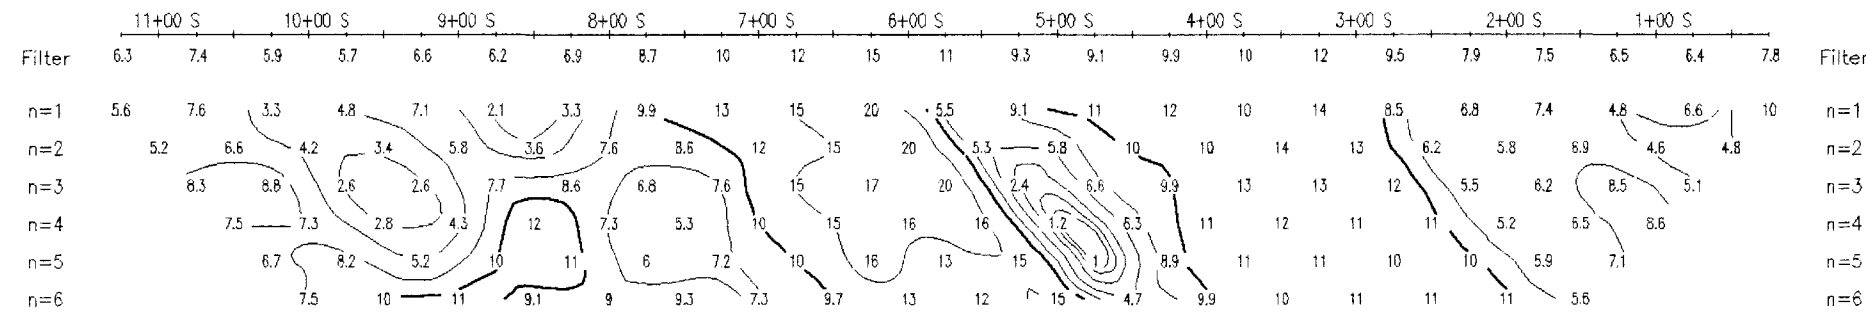 11+00 S 10+00 S 9+00 S 8+00 S 7+00 S 6+00 S 5+00 S 4+00 S 3+00 S 2+00 S 1+00 S
Filter 6.3 7.4 5.9 5.7 6.6 6.2 6.9 8.7 10 12 15 11 9.3 9.1 9.9 10 12 9.5 7.9 7.5 6.5 6.4 7.8 Filter
n=1 5.6 7.6 3.3 4.8 7.1 2.1 3.3 9.9 13 15 20 5.5 9.1 11 12 10 14 8.5 6.8 7.4 4.8 6.6 10 n=1
n=2 5.2 6.6 4.2 3.4 5.8 3.6 7.6 8.6 12 15 20 5.3 5.8 10 10 14 13 6.2 5.8 6.9 4.6 4.8 n=2
n=3 8.3 8.8 2.6 2.6 7.7 8.6 6.8 7.6 15 17 20 2.4 6.6 9.9 13 13 12 5.5 6.2 8.5 5.1 n=3
n=4 7.5 7.3 2.8 4.3 12 7.3 5.3 10 15 16 16 1.2 6.3 11 12 11 11 5.2 6.5 8.6 n=4
n=5 6.7 8.2 5.2 10 11 6 7.2 10 16 13 15 1 8.9 11 11 10 10 5.9 7.1 n=5
n=6 7.5 10 11 9.1 9 9.3 7.3 9.7 13 12 15 4.7 9.9 10 11 11 11 5.6 n=6